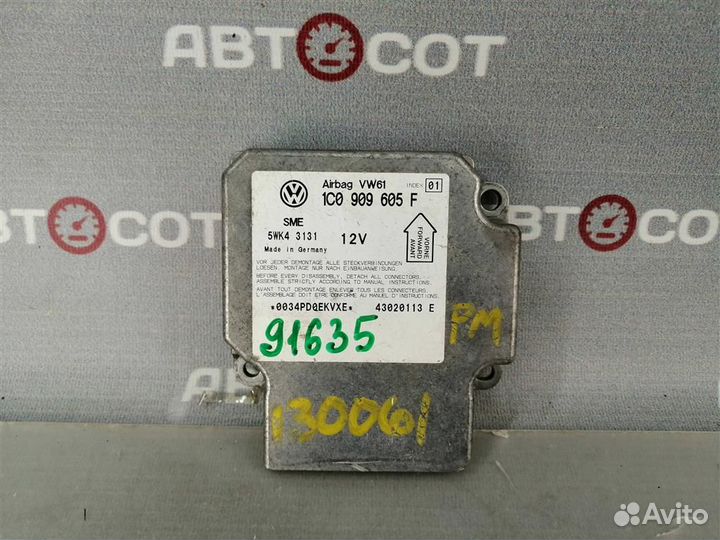 АВТОСОТ
Airbag VW61
INDEX 01
1C0 909 605 F
SME
5WK4 3131
12V
Made in Germany
VORNE
FORWARD
AVANT
VOR JEDER DEMONTAGE ALLE STECKVERBINDUNGEN
LOESEN. MONTAGE NUR NACH EINBAUANWEISUNG.
BEFORE EVERY DISASSEMBLY, DETACH ALL CONNECTORS.
ASSEMBLE STRICTLY ACCORDING TO MANUAL INSTRUCTIONS.
AVANT TOUT DEMONTAGE ENLEVER TOUS LES CONNECTEURS.
L'ASSEMBLAGE DOIT ETRE CONFORME AU MANUEL D'INSTRUCTIONS.
*0034PD0EKVXE* 43020113 E
91635
PM
130061
Avito